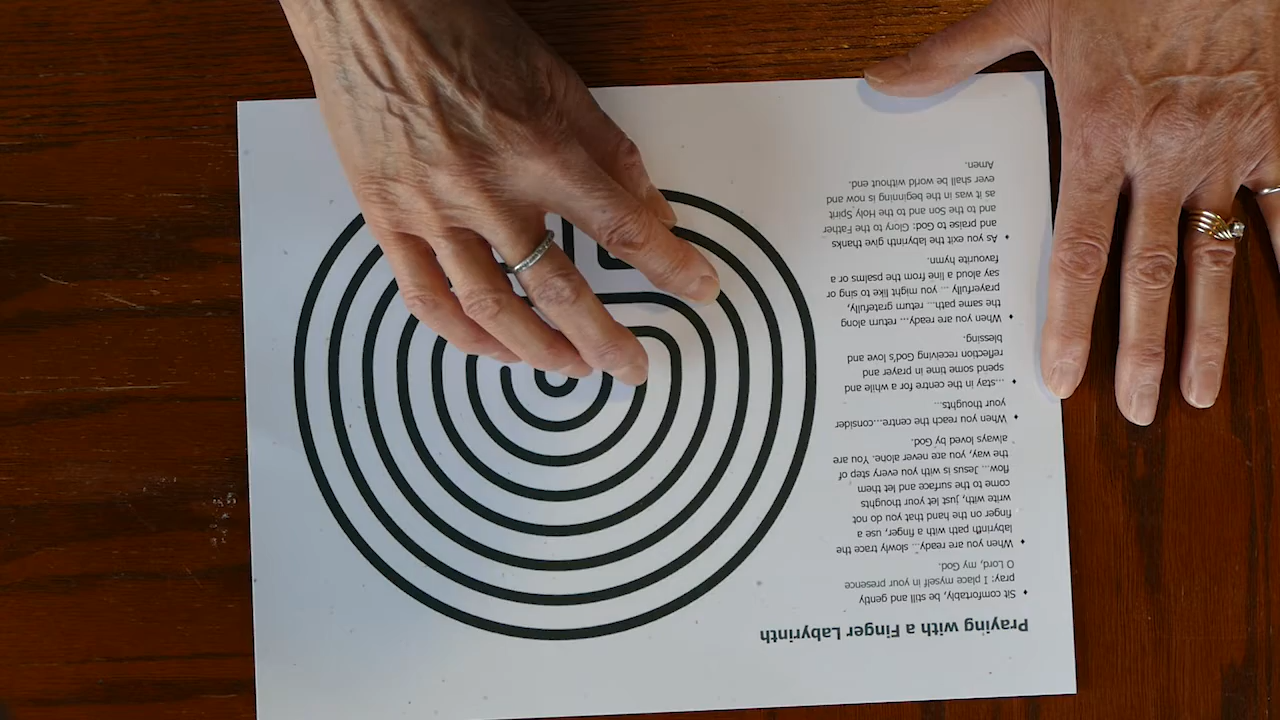 Praying with a Finger Labyrinth
♦ Sit comfortably, be still and gently
pray: I place myself in your presence
O Lord, my God.
♦ When you are ready... slowly trace the
labyrinth path with a finger, use a
finger on the hand that you do not
write with, just let your thoughts
come to the surface and let them
flow... Jesus is with you every step of
the way, you are never alone. You are
always loved by God.
♦ When you reach the centre...consider
your thoughts...
♦ ...stay in the centre for a while and
spend some time in prayer and
reflection receiving God's love and
blessing.
♦ When you are ready... return along
the same path... return gratefully,
prayerfully ... you might like to sing or
say aloud a line from the psalms or a
favourite hymn.
♦ As you exit the labyrinth give thanks
and praise to God: Glory to the Father
and to the Son and to the Holy Spirit
as it was in the beginning is now and
ever shall be world without end.
Amen.